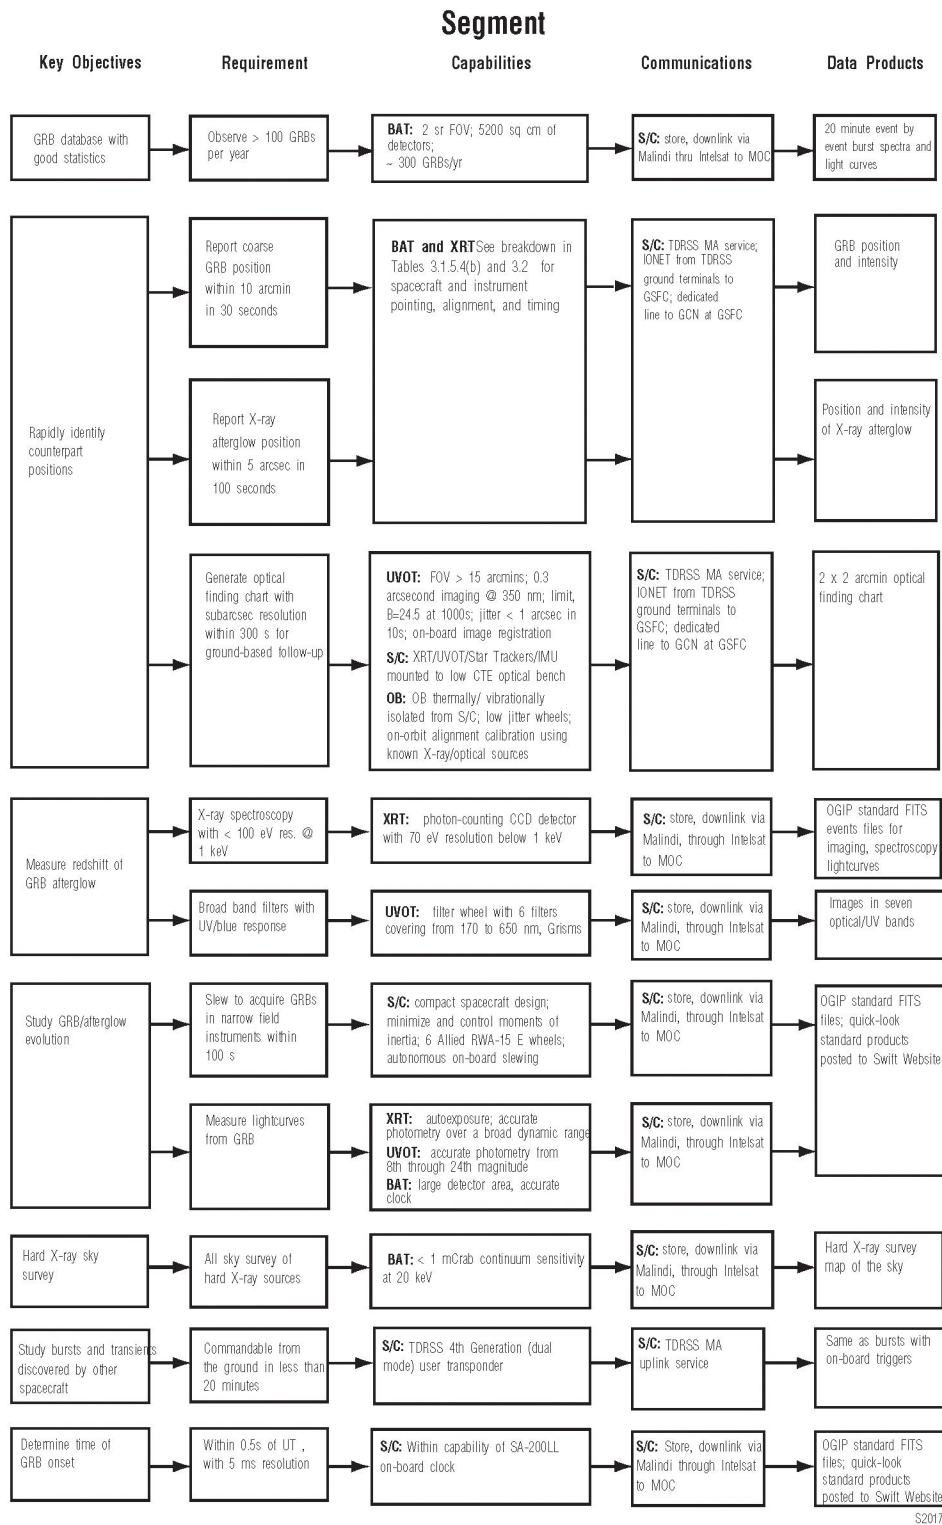 Segment
Key Objectives
Requirement
Capabilities
Communications
Data Products
GRB database with
good statistics
Observe > 100 GRBs
per year
BAT: 2 sr FOV; 5200 sq cm of
detectors;
~ 300 GRBs/yr
S/C: store, downlink via
Malindi thru Intelsat to MOC
20 minute event by
event burst spectra and
light curves
Rapidly identify
counterpart
positions
Report coarse
GRB position
within 10 arcmin
in 30 seconds
BAT and XRT See breakdown in
Tables 3.1.5.4(b) and 3.2 for
spacecraft and instrument
pointing, alignment, and timing
S/C: TDRSS MA service;
IONET from TDRSS
ground terminals to
GSFC; dedicated
line to GCN at GSFC
GRB position
and intensity
Report X-ray
afterglow position
within 5 arcsec in
100 seconds
Position and intensity
of X-ray afterglow
Generate optical
finding chart with
subarcsec resolution
within 300 s for
ground-based follow-up
UVOT: FOV > 15 arcmins; 0.3
arcsecond imaging @ 350 nm; limit,
B=24.5 at 1000s; jitter < 1 arcsec in
10s; on-board image registration
S/C: XRT/UVOT/Star Trackers/IMU
mounted to low CTE optical bench
OB: OB thermally/ vibrationally
isolated from S/C; low jitter wheels;
on-orbit alignment calibration using
known X-ray/optical sources
S/C: TDRSS MA service;
IONET from TDRSS
ground terminals to
GSFC; dedicated
line to GCN at GSFC
2 x 2 arcmin optical
finding chart
Measure redshift of
GRB afterglow
X-ray spectroscopy
with < 100 eV res. @
1 keV
XRT: photon-counting CCD detector
with 70 eV resolution below 1 keV
S/C: store, downlink via
Malindi, through Intelsat
to MOC
OGIP standard FITS
events files for
imaging, spectroscopy
lightcurves
Broad band filters with
UV/blue response
UVOT: filter wheel with 6 filters
covering from 170 to 650 nm, Grisms
S/C: store, downlink via
Malindi, through Intelsat
to MOC
Images in seven
optical/UV bands
Study GRB/afterglow
evolution
Slew to acquire GRBs
in narrow field
instruments within
100 s
S/C: compact spacecraft design;
minimize and control moments of
inertia; 6 Allied RWA-15 E wheels;
autonomous on-board slewing
S/C: store, downlink via
Malindi, through Intelsat
to MOC
OGIP standard FITS
files; quick-look
standard products
posted to Swift Website
Measure lightcurves
from GRB
XRT: autoexposure; accurate
photometry over a broad dynamic range
UVOT: accurate photometry from
8th through 24th magnitude
BAT: large detector area, accurate
clock
S/C: store, downlink via
Malindi, through Intelsat
to MOC
Hard X-ray sky
survey
All sky survey of
hard X-ray sources
BAT: < 1 mCrab continuum sensitivity
at 20 keV
S/C: store, downlink via
Malindi, through Intelsat
to MOC
Hard X-ray survey
map of the sky
Study bursts and transients
discovered by other
spacecraft
Commandable from
the ground in less than
20 minutes
S/C: TDRSS 4th Generation (dual
mode) user transponder
S/C: TDRSS MA
uplink service
Same as bursts with
on-board triggers
Determine time of
GRB onset
Within 0.5s of UT ,
with 5 ms resolution
S/C: Within capability of SA-200LL
on-board clock
S/C: Store, downlink via
Malindi through Intelsat
to MOC
OGIP standard FITS
files; quick-look
standard products
posted to Swift Website
S2017